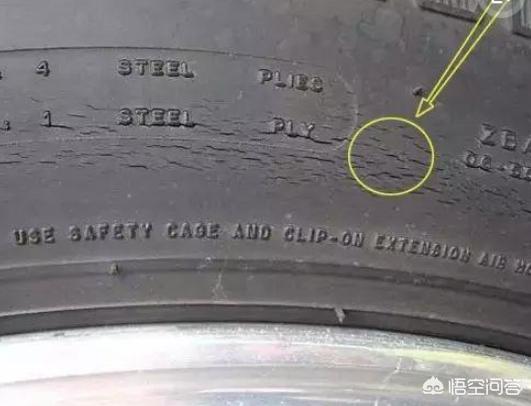 4 STEEL PLIES
1 STEEL PLY
USE SAFETY CAGE AND CLIP-ON EXTENSION AIR
悟空问答